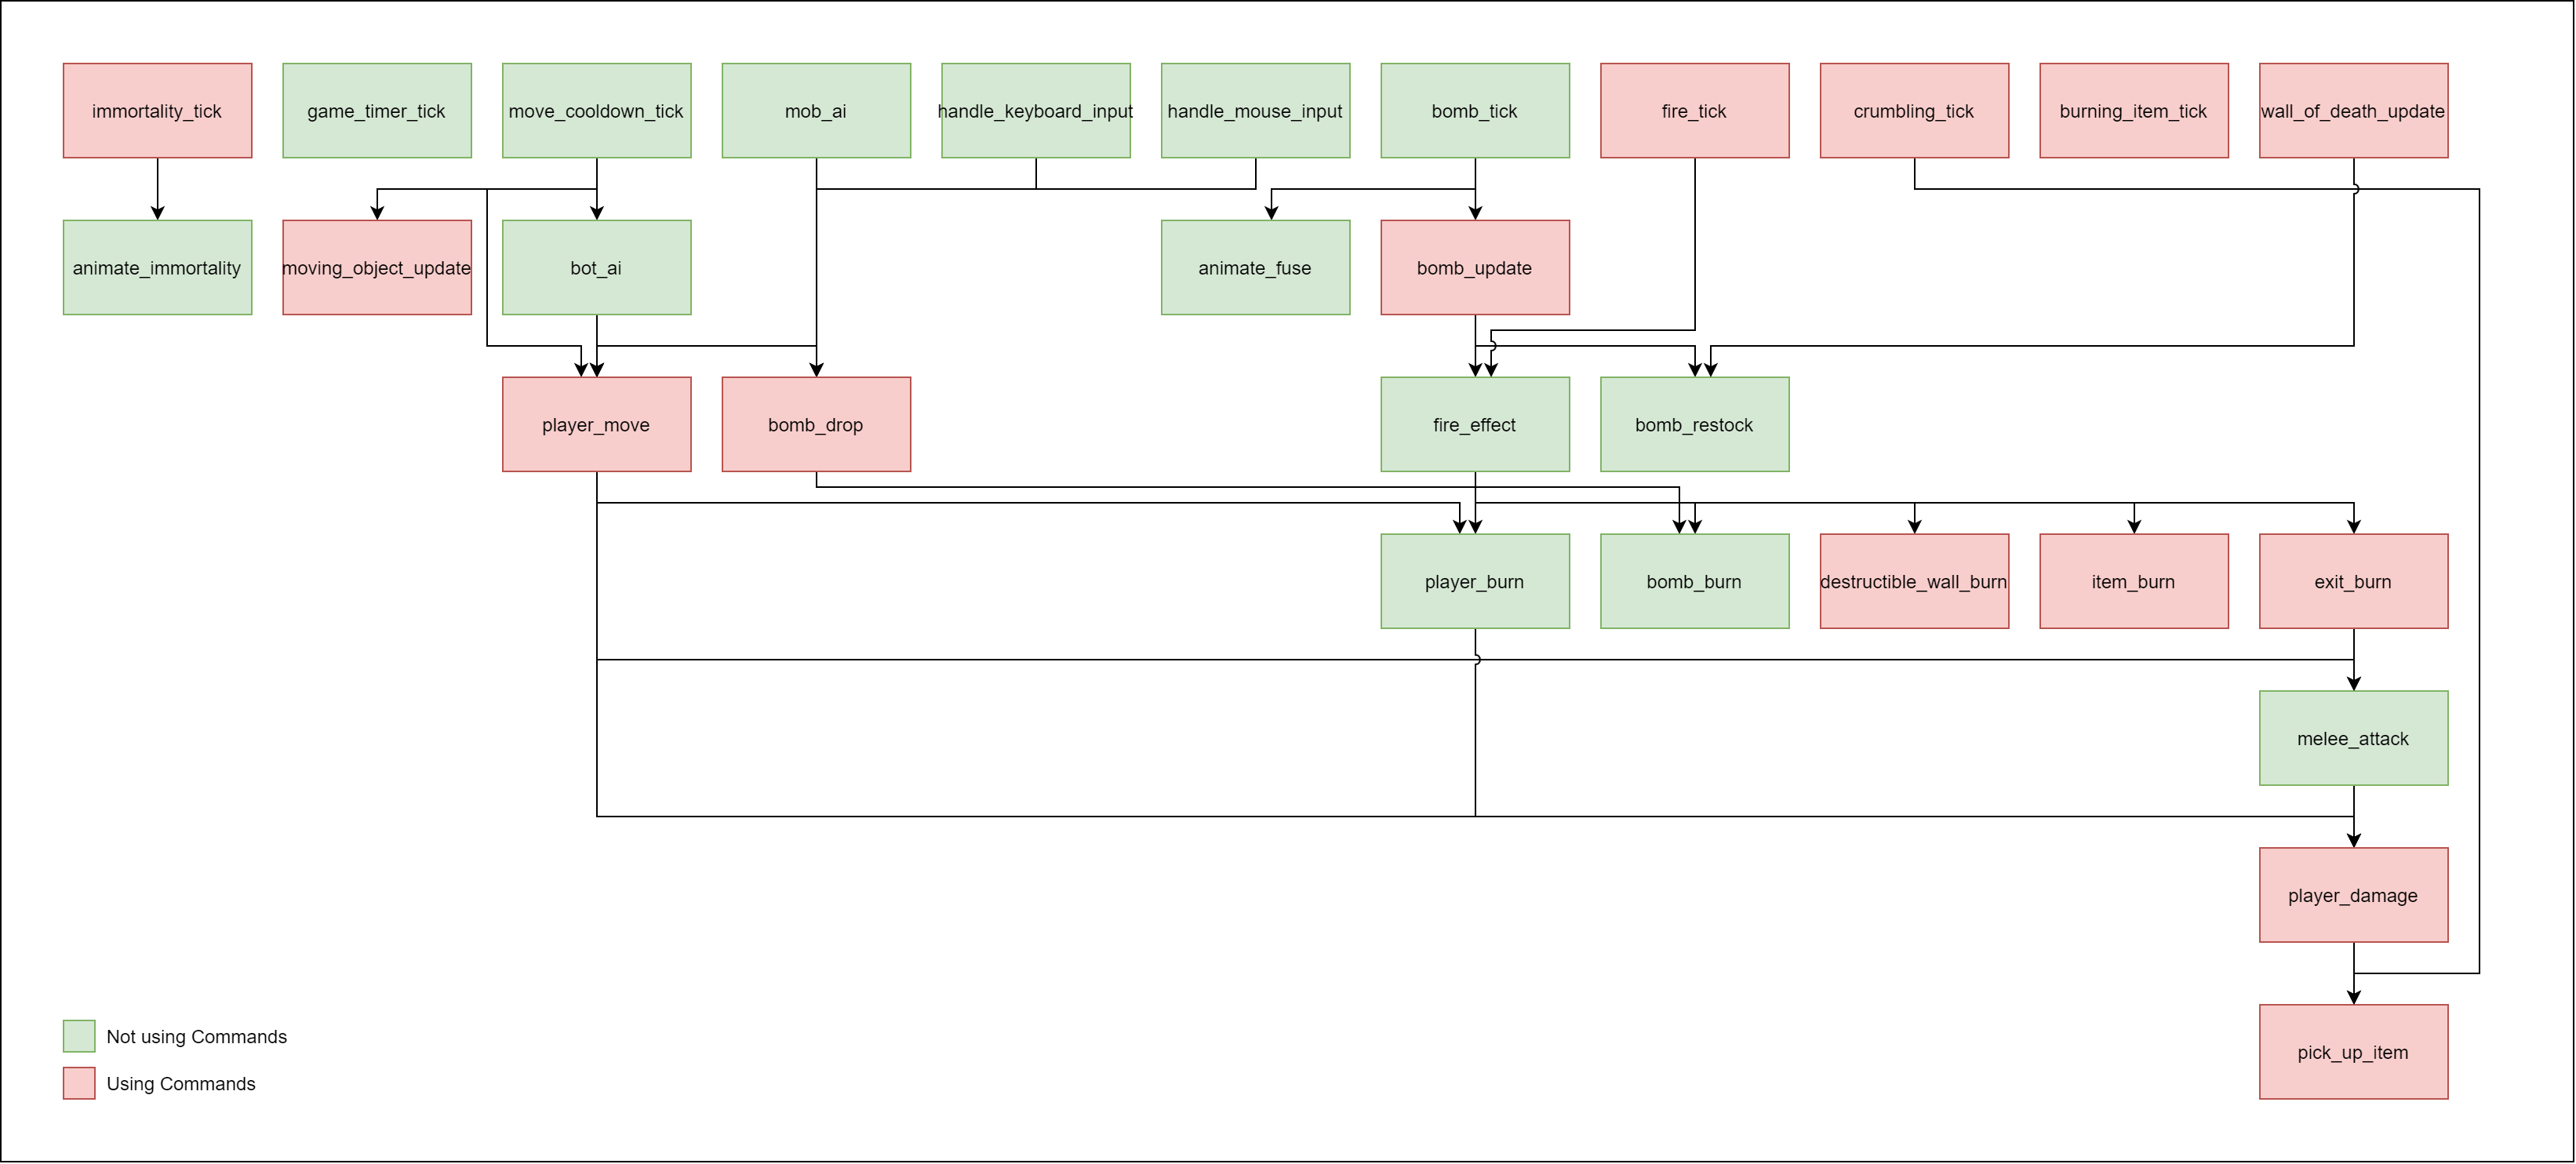 immortality_tick
game_timer_tick
move_cooldown_tick
mob_ai
handle_keyboard_input
handle_mouse_input
bomb_tick
fire_tick
crumbling_tick
burning_item_tick
wall_of_death_update
animate_immortality
moving_object_update
bot_ai
animate_fuse
bomb_update
player_move
bomb_drop
fire_effect
bomb_restock
player_burn
bomb_burn
destructible_wall_burn
item_burn
exit_burn
melee_attack
player_damage
Not using Commands
pick_up_item
Using Commands